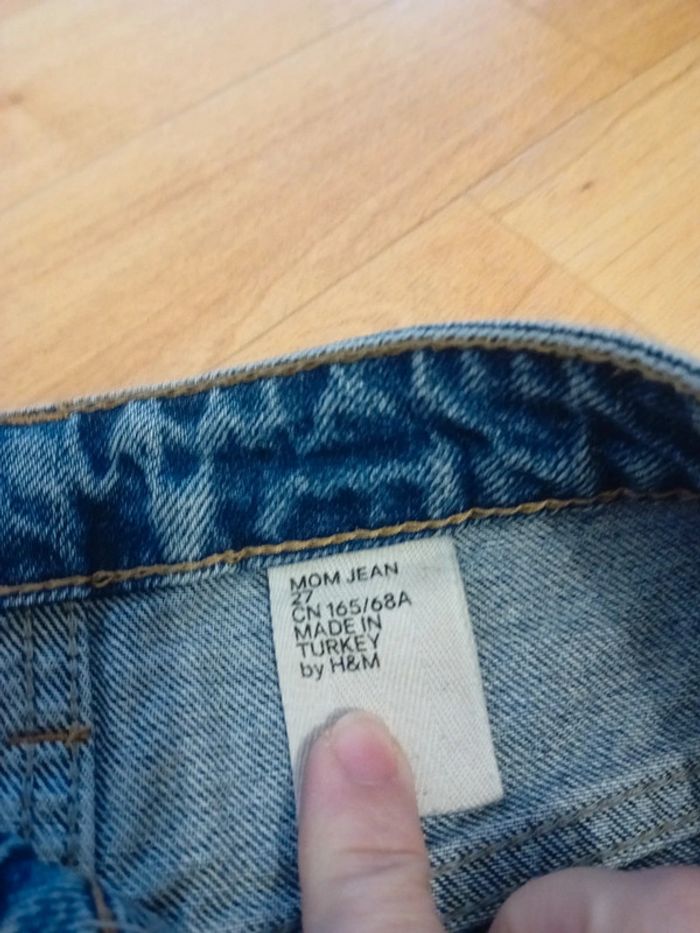 MOM JEAN
27
CN 165/68A
MADE IN
TURKEY
by H&M